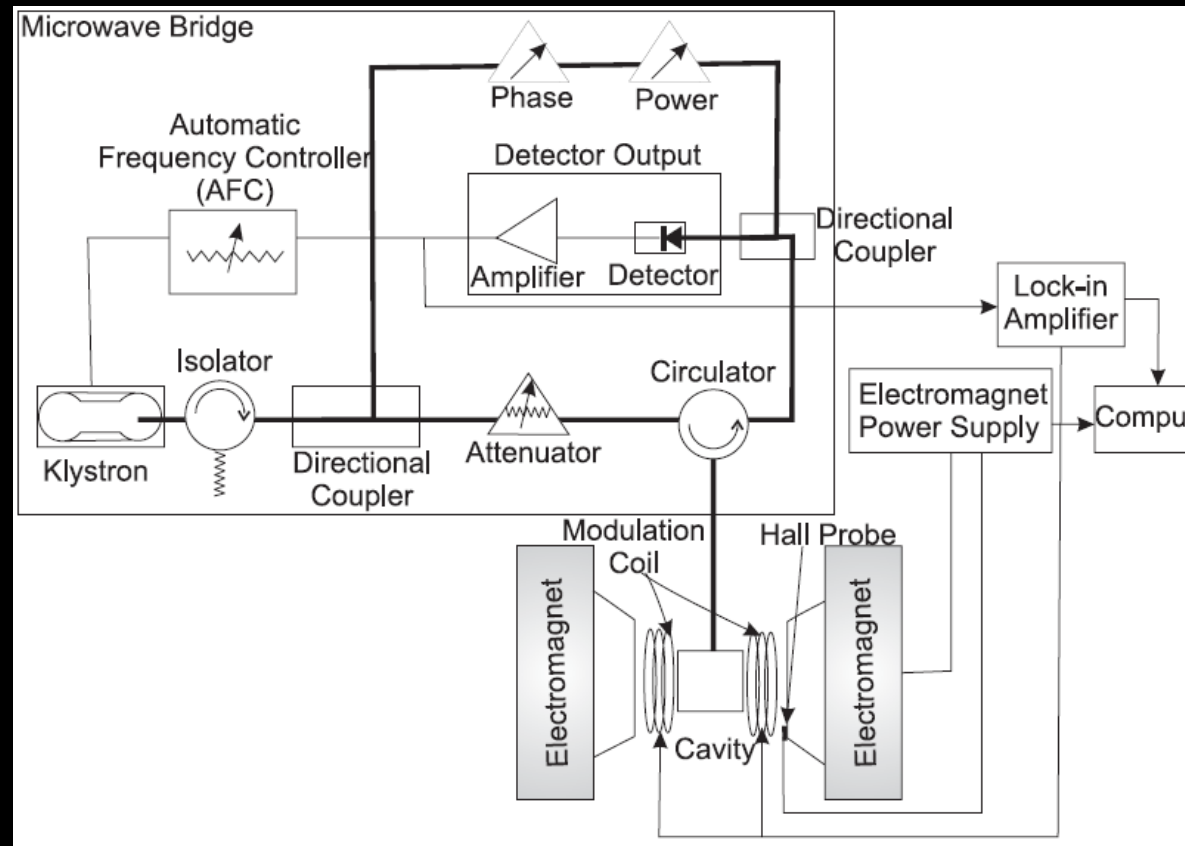 Microwave Bridge
Phase
Power
Automatic
Frequency Controller
(AFC)
Detector Output
Directional
Coupler
Amplifier
Detector
Lock-in
Amplifier
Isolator
Circulator
Electromagnet
Power Supply
Compu
Klystron
Directional
Coupler
Attenuator
Modulation
Coil
Hall Probe
Electromagnet
Cavity
Electromagnet